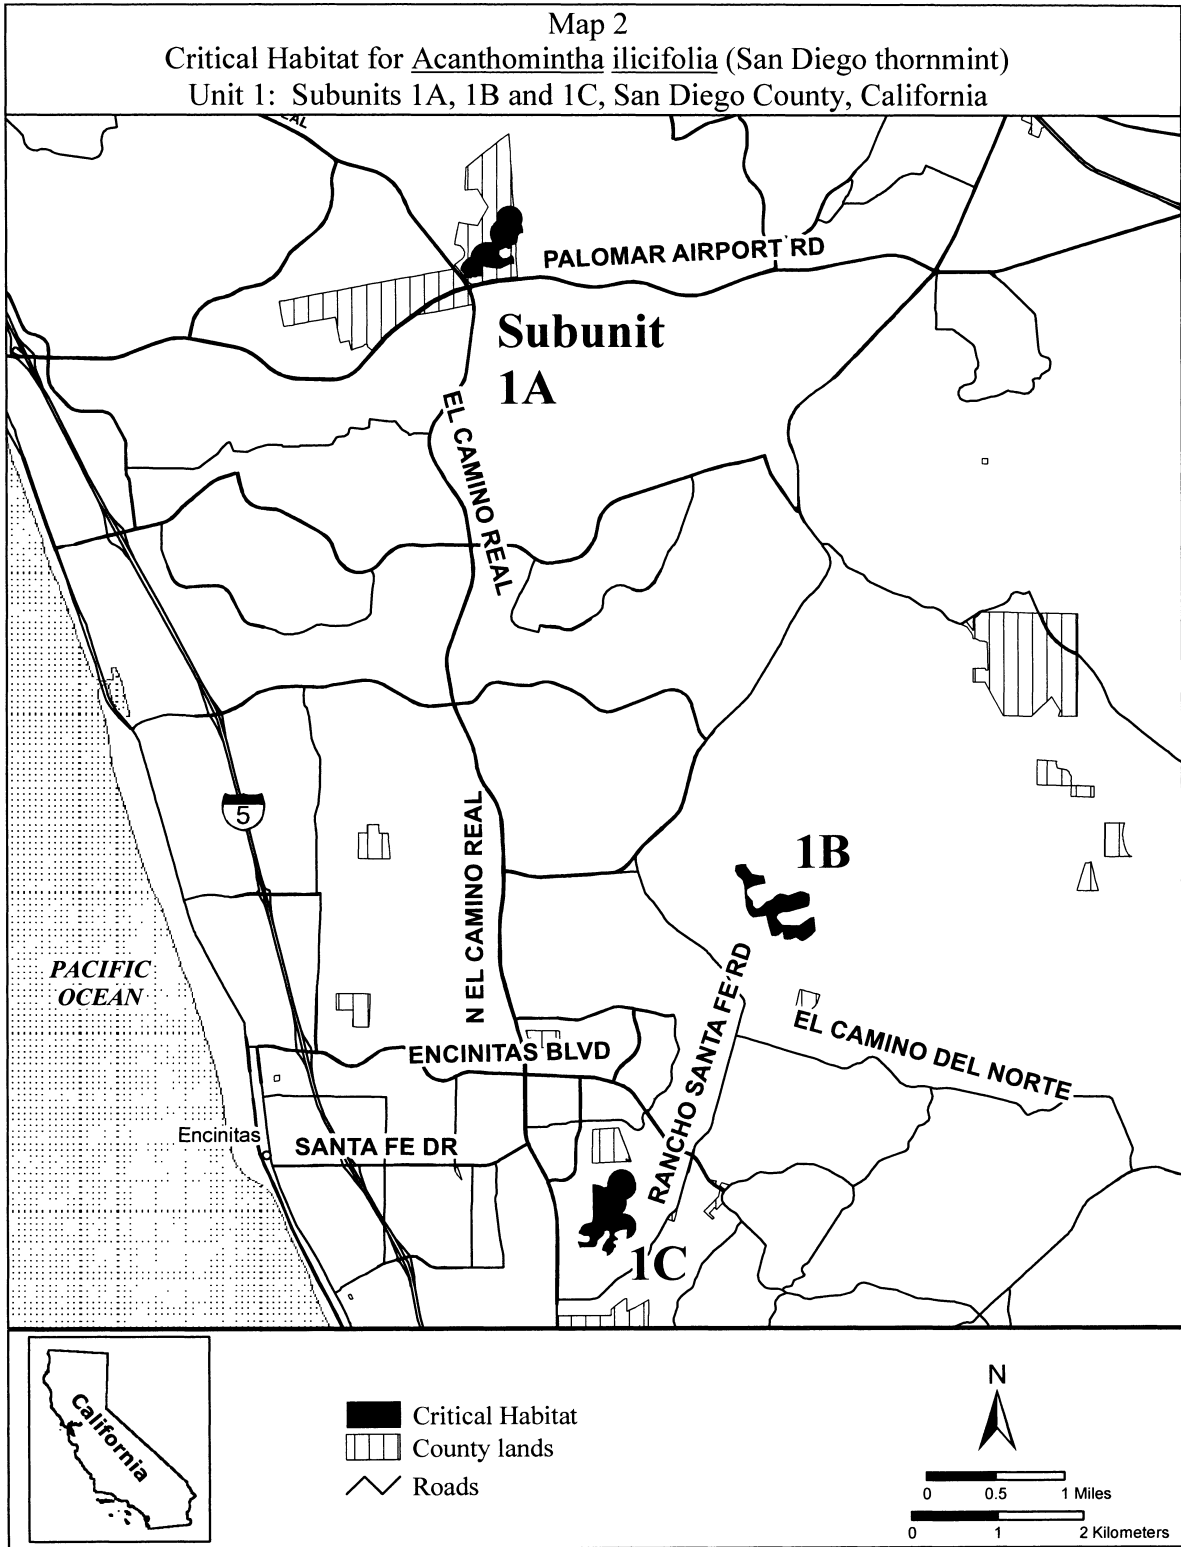 Map 2
Critical Habitat for Acanthomintha ilicifolia (San Diego thornmint)
Unit 1: Subunits 1A, 1B and 1C, San Diego County, California
EAL
PALOMAR AIRPORT RD
Subunit
1A
EL CAMINO REAL
5
N EL CAMINO REAL
1B
PACIFIC
OCEAN
RANCHO SANTA FE RD
EL CAMINO DEL NORTE
ENCINITAS BLVD
Encinitas
SANTA FE DR
1C
California
Critical Habitat
County lands
Roads
N
0 0.5 1 Miles
0 1 2 Kilometers